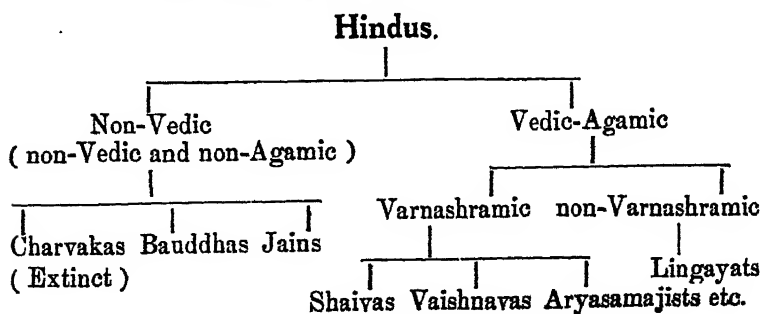 Hindus.
Non-Vedic Vedic-Agamic
( non-Vedic and non-Agamic )
Varnashramic non-Varnashramic
Charvakas Bauddhas Jains
( Extinct ) Lingayats
Shaivas Vaishnavas Aryasamajists etc.